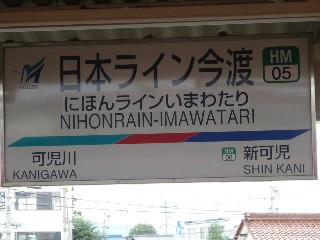 日本ライン今渡
HM
05
にほんラインいまわたり
NIHONRAIN-IMAWATARI
可児川
KANIGAWA
HM
06
新可児
SHIN KANI